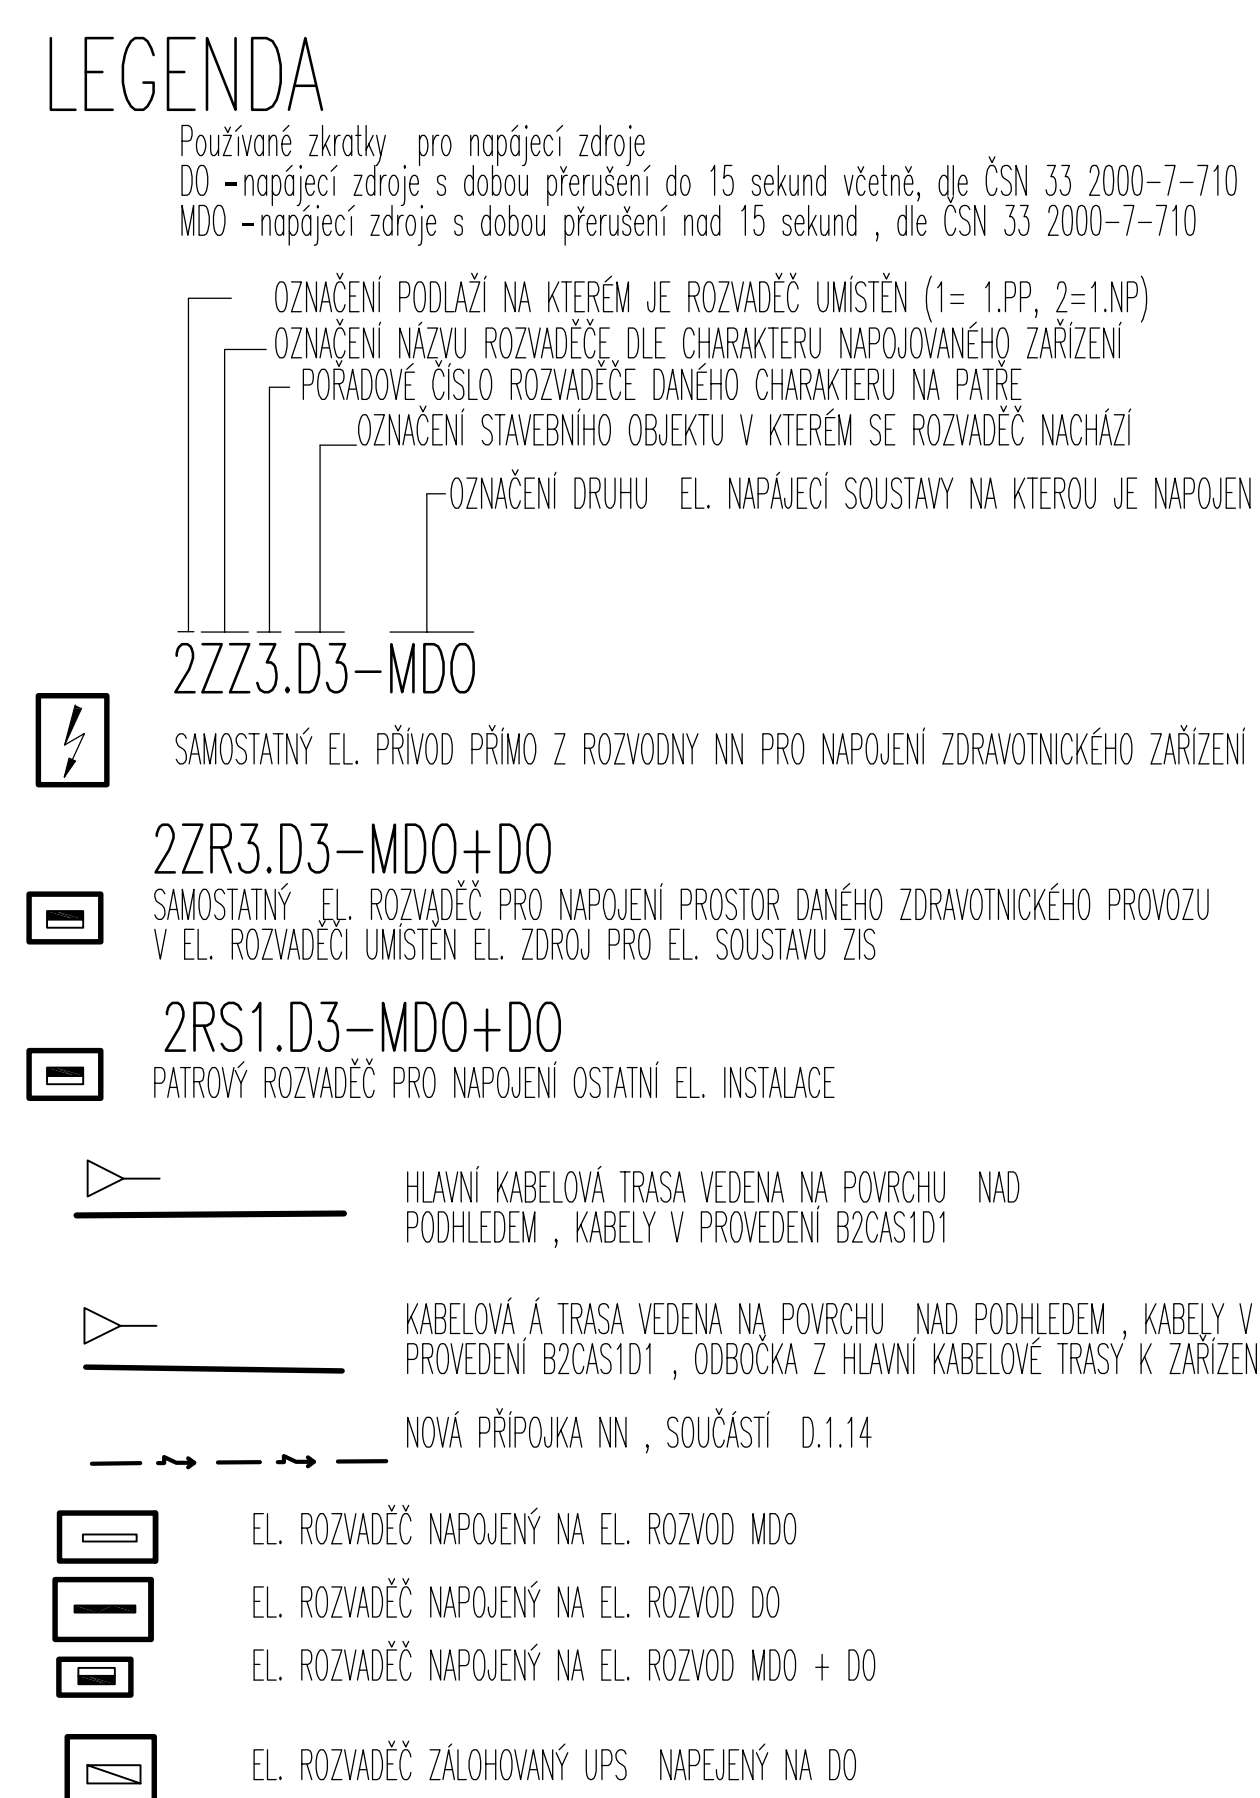 LEGENDA
Používané zkratky pro napájecí zdroje
DO -napájecí zdroje s dobou přerušení do 15 sekund včetně, dle ČSN 33 2000-7-710
MDO -napájecí zdroje s dobou přerušení nad 15 sekund , dle ČSN 33 2000-7-710
OZNAČENÍ PODLAŽÍ NA KTERÉM JE ROZVADĚČ UMÍSTĚN (1= 1.PP, 2=1.NP)
OZNAČENÍ NÁZVU ROZVADĚČE DLE CHARAKTERU NAPOJOVANÉHO ZAŘÍZENÍ
POŘADOVÉ ČÍSLO ROZVADĚČE DANÉHO CHARAKTERU NA PATŘE
OZNAČENÍ STAVEBNÍHO OBJEKTU V KTERÉM SE ROZVADĚČ NACHÁZÍ
OZNAČENÍ DRUHU EL. NAPÁJECÍ SOUSTAVY NA KTEROU JE NAPOJEN
2ZZ3.D3-MDO
SAMOSTATNÝ EL. PŘÍVOD PŘÍMO Z ROZVODNY NN PRO NAPOJENÍ ZDRAVOTNICKÉHO ZAŘÍZENÍ
2ZR3.D3-MDO+DO
SAMOSTATNÝ EL. ROZVADĚČ PRO NAPOJENÍ PROSTOR DANÉHO ZDRAVOTNICKÉHO PROVOZU
V EL. ROZVADĚČI UMÍSTĚN EL. ZDROJ PRO EL. SOUSTAVU ZIS
2RS1.D3-MDO+DO
PATROVÝ ROZVADĚČ PRO NAPOJENÍ OSTATNÍ EL. INSTALACE
HLAVNÍ KABELOVÁ TRASA VEDENA NA POVRCHU NAD
PODHLEDEM , KABELY V PROVEDENÍ B2CAS1D1
KABELOVÁ Á TRASA VEDENA NA POVRCHU NAD PODHLEDEM , KABELY V
PROVEDENÍ B2CAS1D1 , ODBOČKA Z HLAVNÍ KABELOVÉ TRASY K ZAŘÍZEN
NOVÁ PŘÍPOJKA NN , SOUČÁSTÍ D.1.14
EL. ROZVADĚČ NAPOJENÝ NA EL. ROZVOD MDO
EL. ROZVADĚČ NAPOJENÝ NA EL. ROZVOD DO
EL. ROZVADĚČ NAPOJENÝ NA EL. ROZVOD MDO + DO
EL. ROZVADĚČ ZÁLOHOVANÝ UPS NAPEJENÝ NA DO